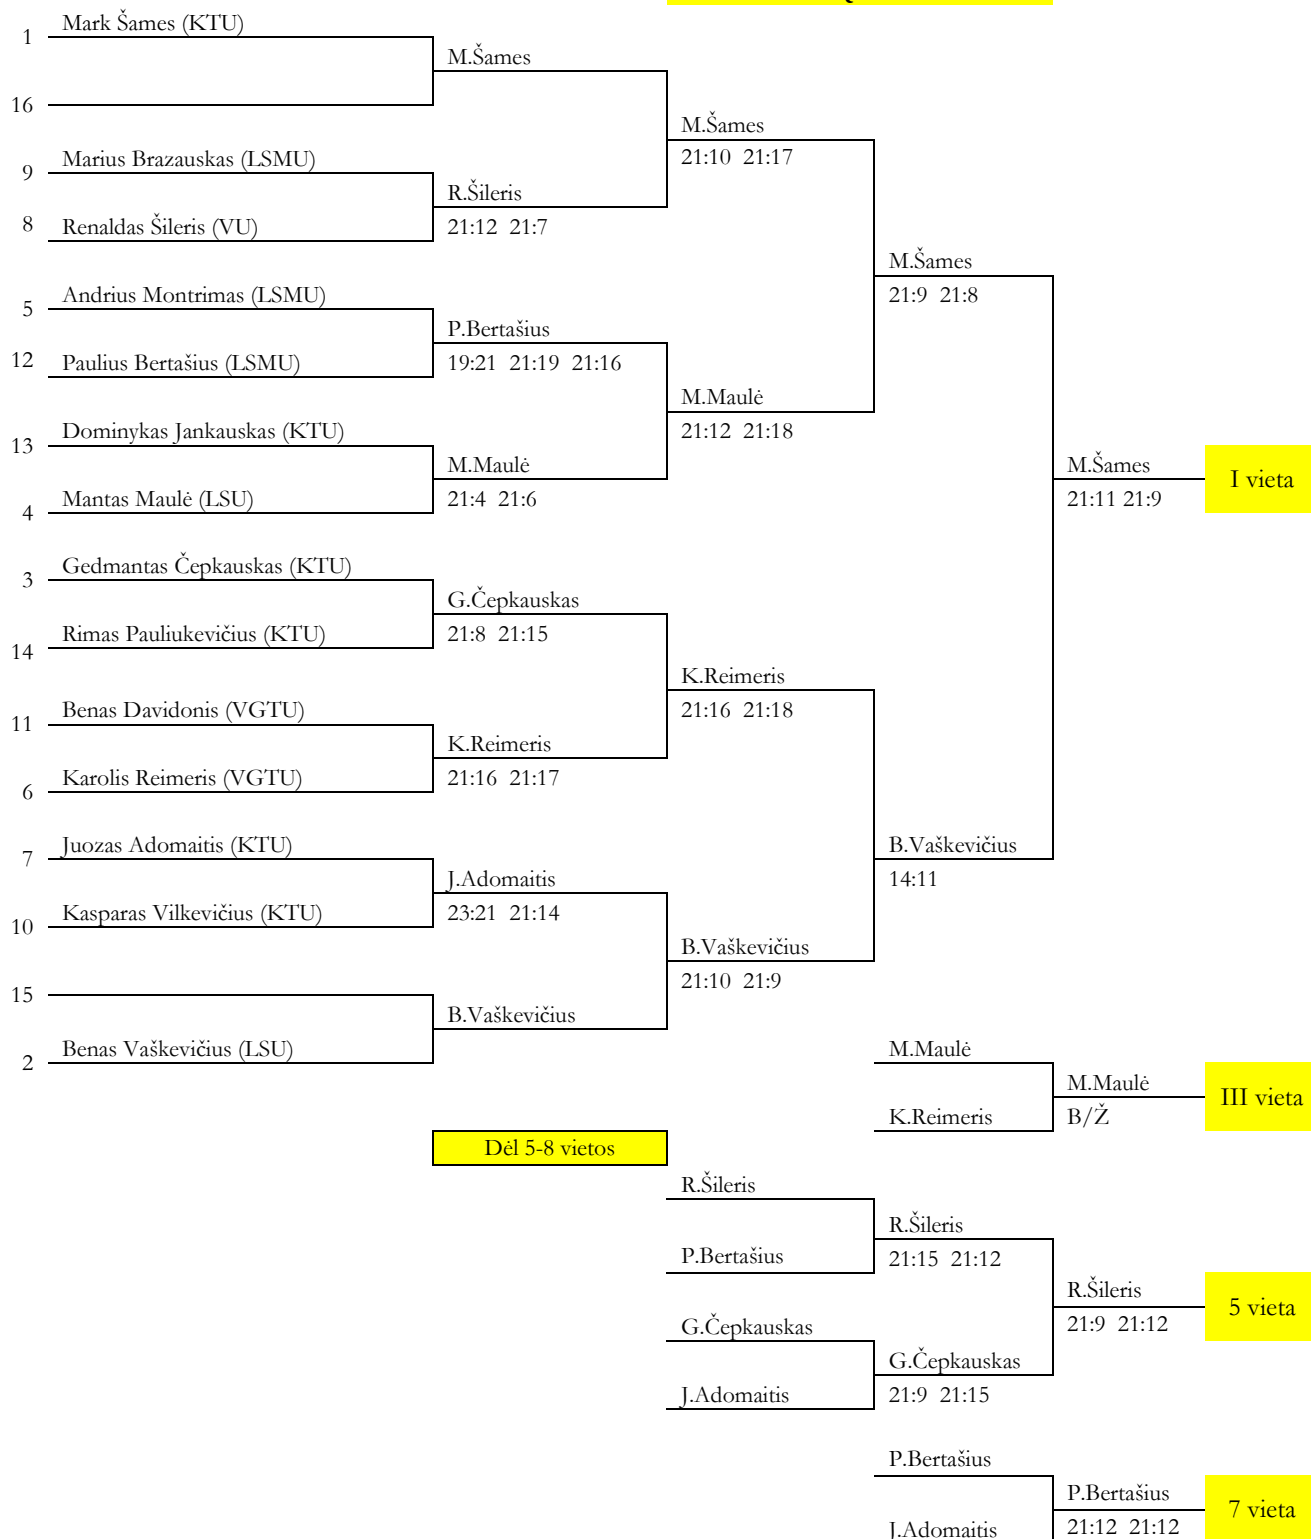 Mark Šames (KTU)
1
M.Šames
16
M.Šames
21:10 21:17
Marius Brazauskas (LSMU)
9
R.Šileris
21:12 21:7
8
Renaldas Šileris (VU)
M.Šames
21:9 21:8
Andrius Montrimas (LSMU)
5
P.Bertašius
19:21 21:19 21:16
12
Paulius Bertašius (LSMU)
M.Maulė
21:12 21:18
Dominykas Jankauskas (KTU)
13
M.Maulė
21:4 21:6
Mantas Maulė (LSU)
4
M.Šames
21:11 21:9
I vieta
Gedmantas Čepkauskas (KTU)
3
G.Čepkauskas
21:8 21:15
Rimas Pauliukevičius (KTU)
14
K.Reimeris
21:16 21:18
Benas Davidonis (VGTU)
11
K.Reimeris
21:16 21:17
Karolis Reimeris (VGTU)
6
Juozas Adomaitis (KTU)
7
B.Vaškevičius
14:11
J.Adomaitis
23:21 21:14
Kasparas Vilkevičius (KTU)
10
B.Vaškevičius
21:10 21:9
15
B.Vaškevičius
Benas Vaškevičius (LSU)
2
M.Maulė
K.Reimeris
M.Maulė
B/Ž
III vieta
Dėl 5-8 vietos
R.Šileris
P.Bertašius
R.Šileris
21:15 21:12
G.Čepkauskas
J.Adomaitis
G.Čepkauskas
21:9 21:15
R.Šileris
21:9 21:12
5 vieta
P.Bertašius
J.Adomaitis
P.Bertašius
21:12 21:12
7 vieta